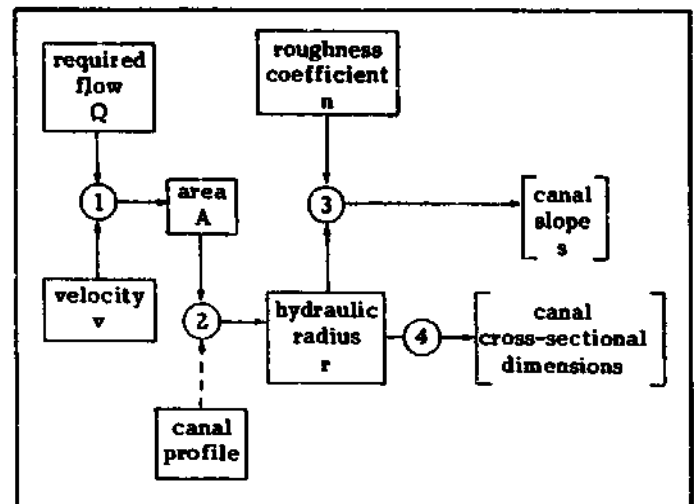 required
flow
Q
roughness
coefficient
n
1
area
A
3
canal
slope
s
velocity
v
2
hydraulic
radius
r
4
canal
cross-sectional
dimensions
canal
profile